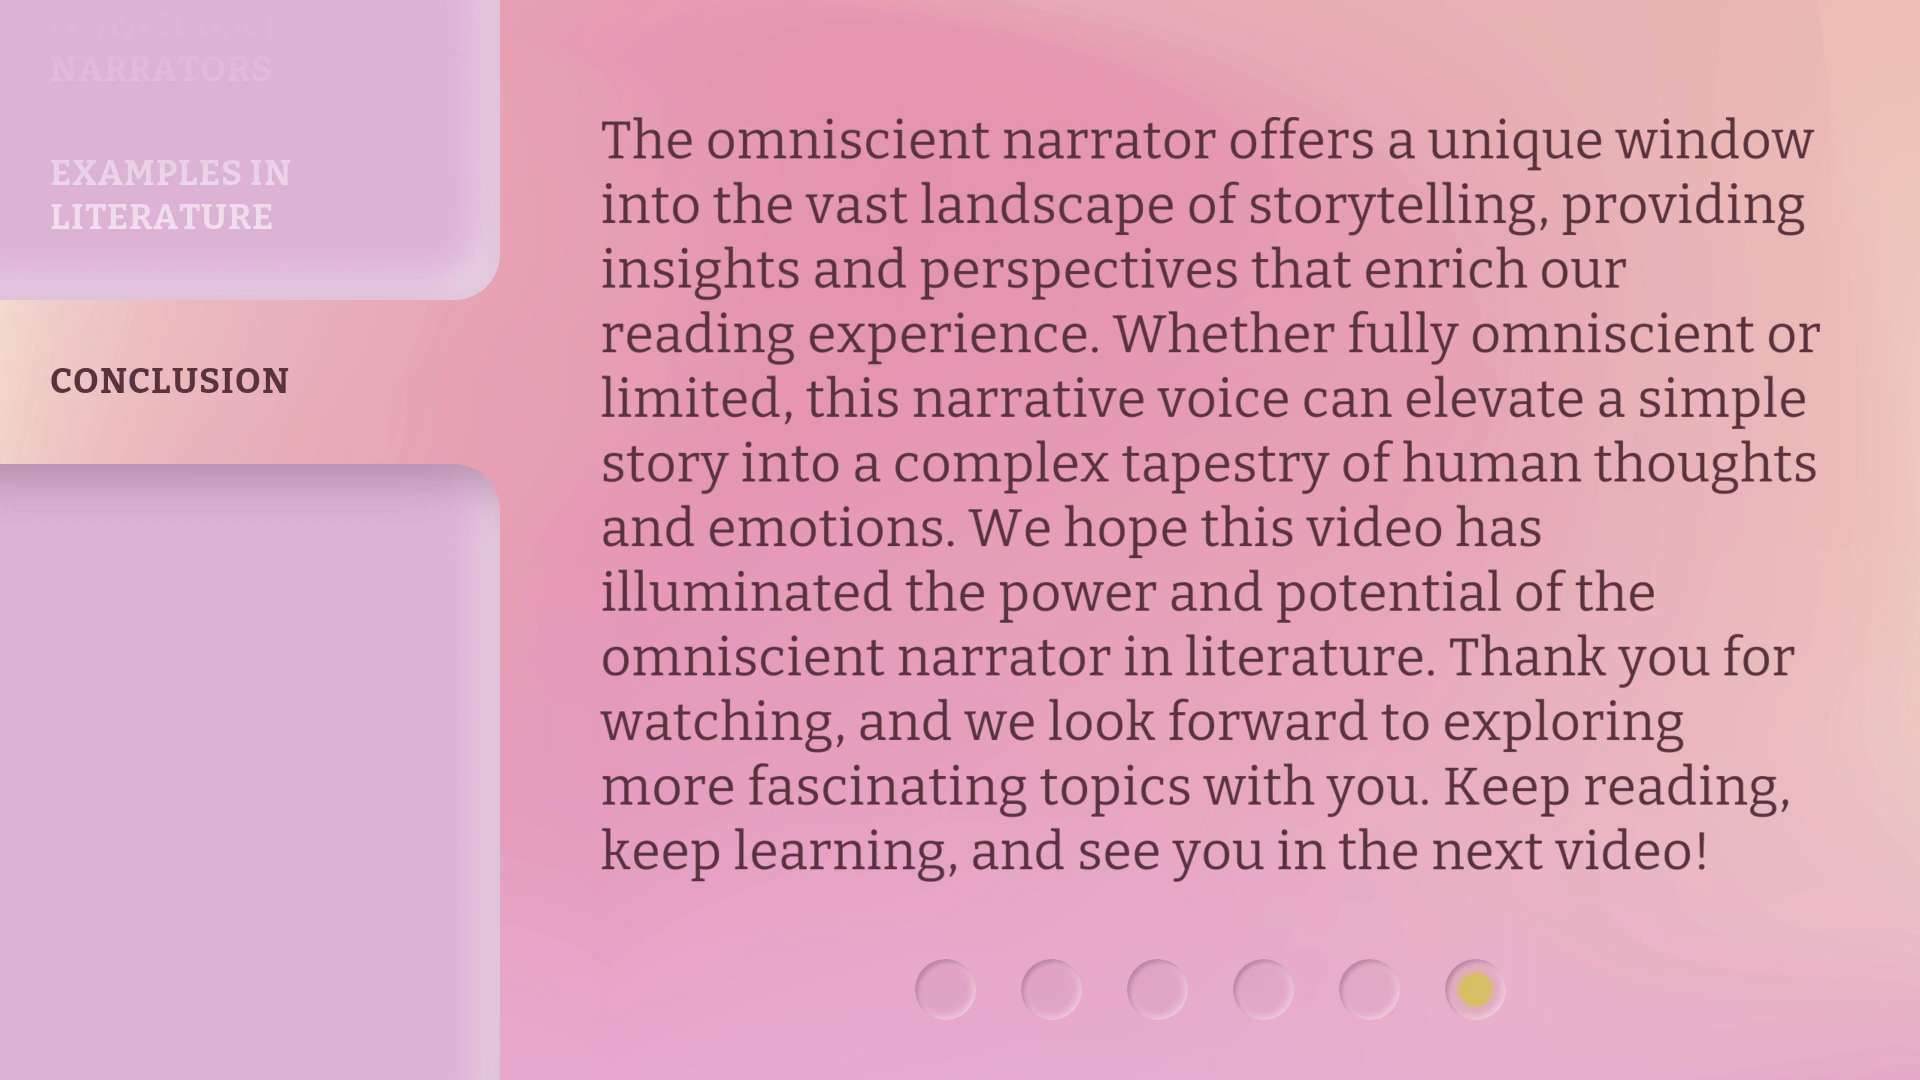 OMNISCIENT
NARRATORS
EXAMPLES IN
LITERATURE
CONCLUSION
The omniscient narrator offers a unique window
into the vast landscape of storytelling, providing
insights and perspectives that enrich our
reading experience. Whether fully omniscient or
limited, this narrative voice can elevate a simple
story into a complex tapestry of human thoughts
and emotions. We hope this video has
illuminated the power and potential of the
omniscient narrator in literature. Thank you for
watching, and we look forward to exploring
more fascinating topics with you. Keep reading,
keep learning, and see you in the next video!